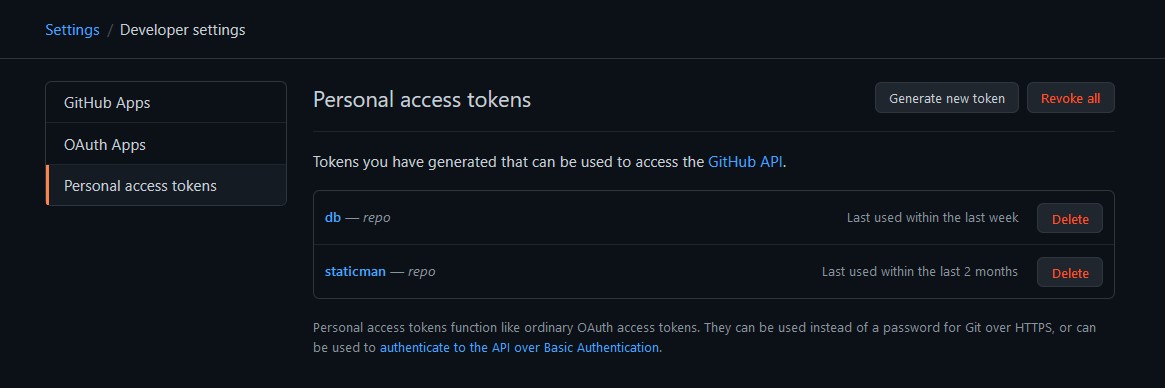 Settings / Developer settings
GitHub Apps
OAuth Apps
Personal access tokens
Personal access tokens
Generate new token
Revoke all
Tokens you have generated that can be used to access the GitHub API.
db — repo
Last used within the last week
Delete
staticman — repo
Last used within the last 2 months
Delete
Personal access tokens function like ordinary OAuth access tokens. They can be used instead of a password for Git over HTTPS, or can
be used to authenticate to the API over Basic Authentication.